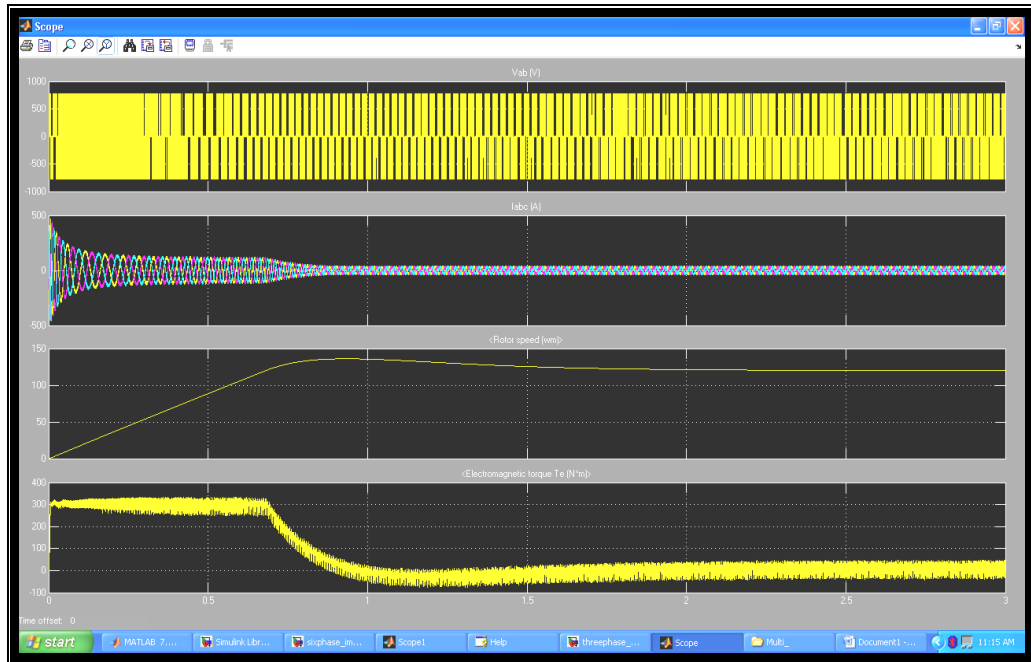 Scope
Vab (V)
1000
500
0
-500
-1000
Iabc (A)
500
0
-500
<Rotor speed (wm)>
150
100
50
0
<Electromagnetic torque Te (N*m)>
400
300
200
100
0
-100
0 0.5 1 1.5 2 2.5 3
Time offset: 0
start MATLAB 7.... Simulink Libr... sixphase_im... Scope1 Help threephase_... Scope Multi_ Document1 -... 11:15 AM